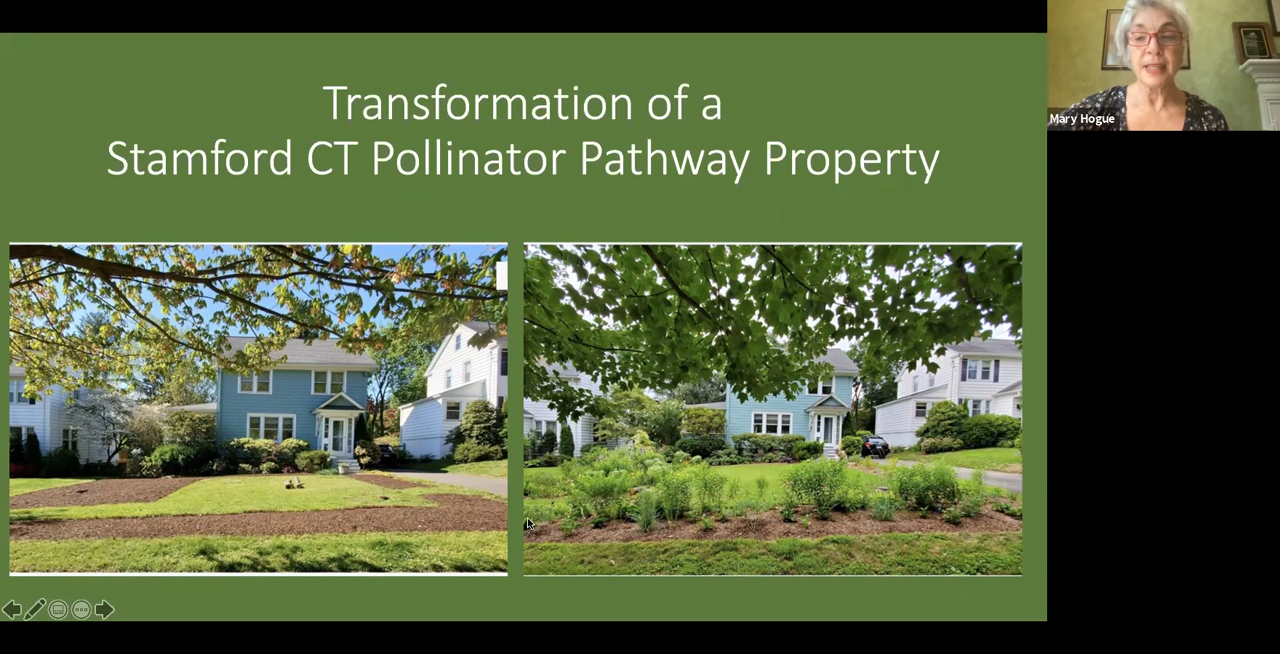 Transformation of a
Stamford CT Pollinator Pathway Property
Mary Hogue